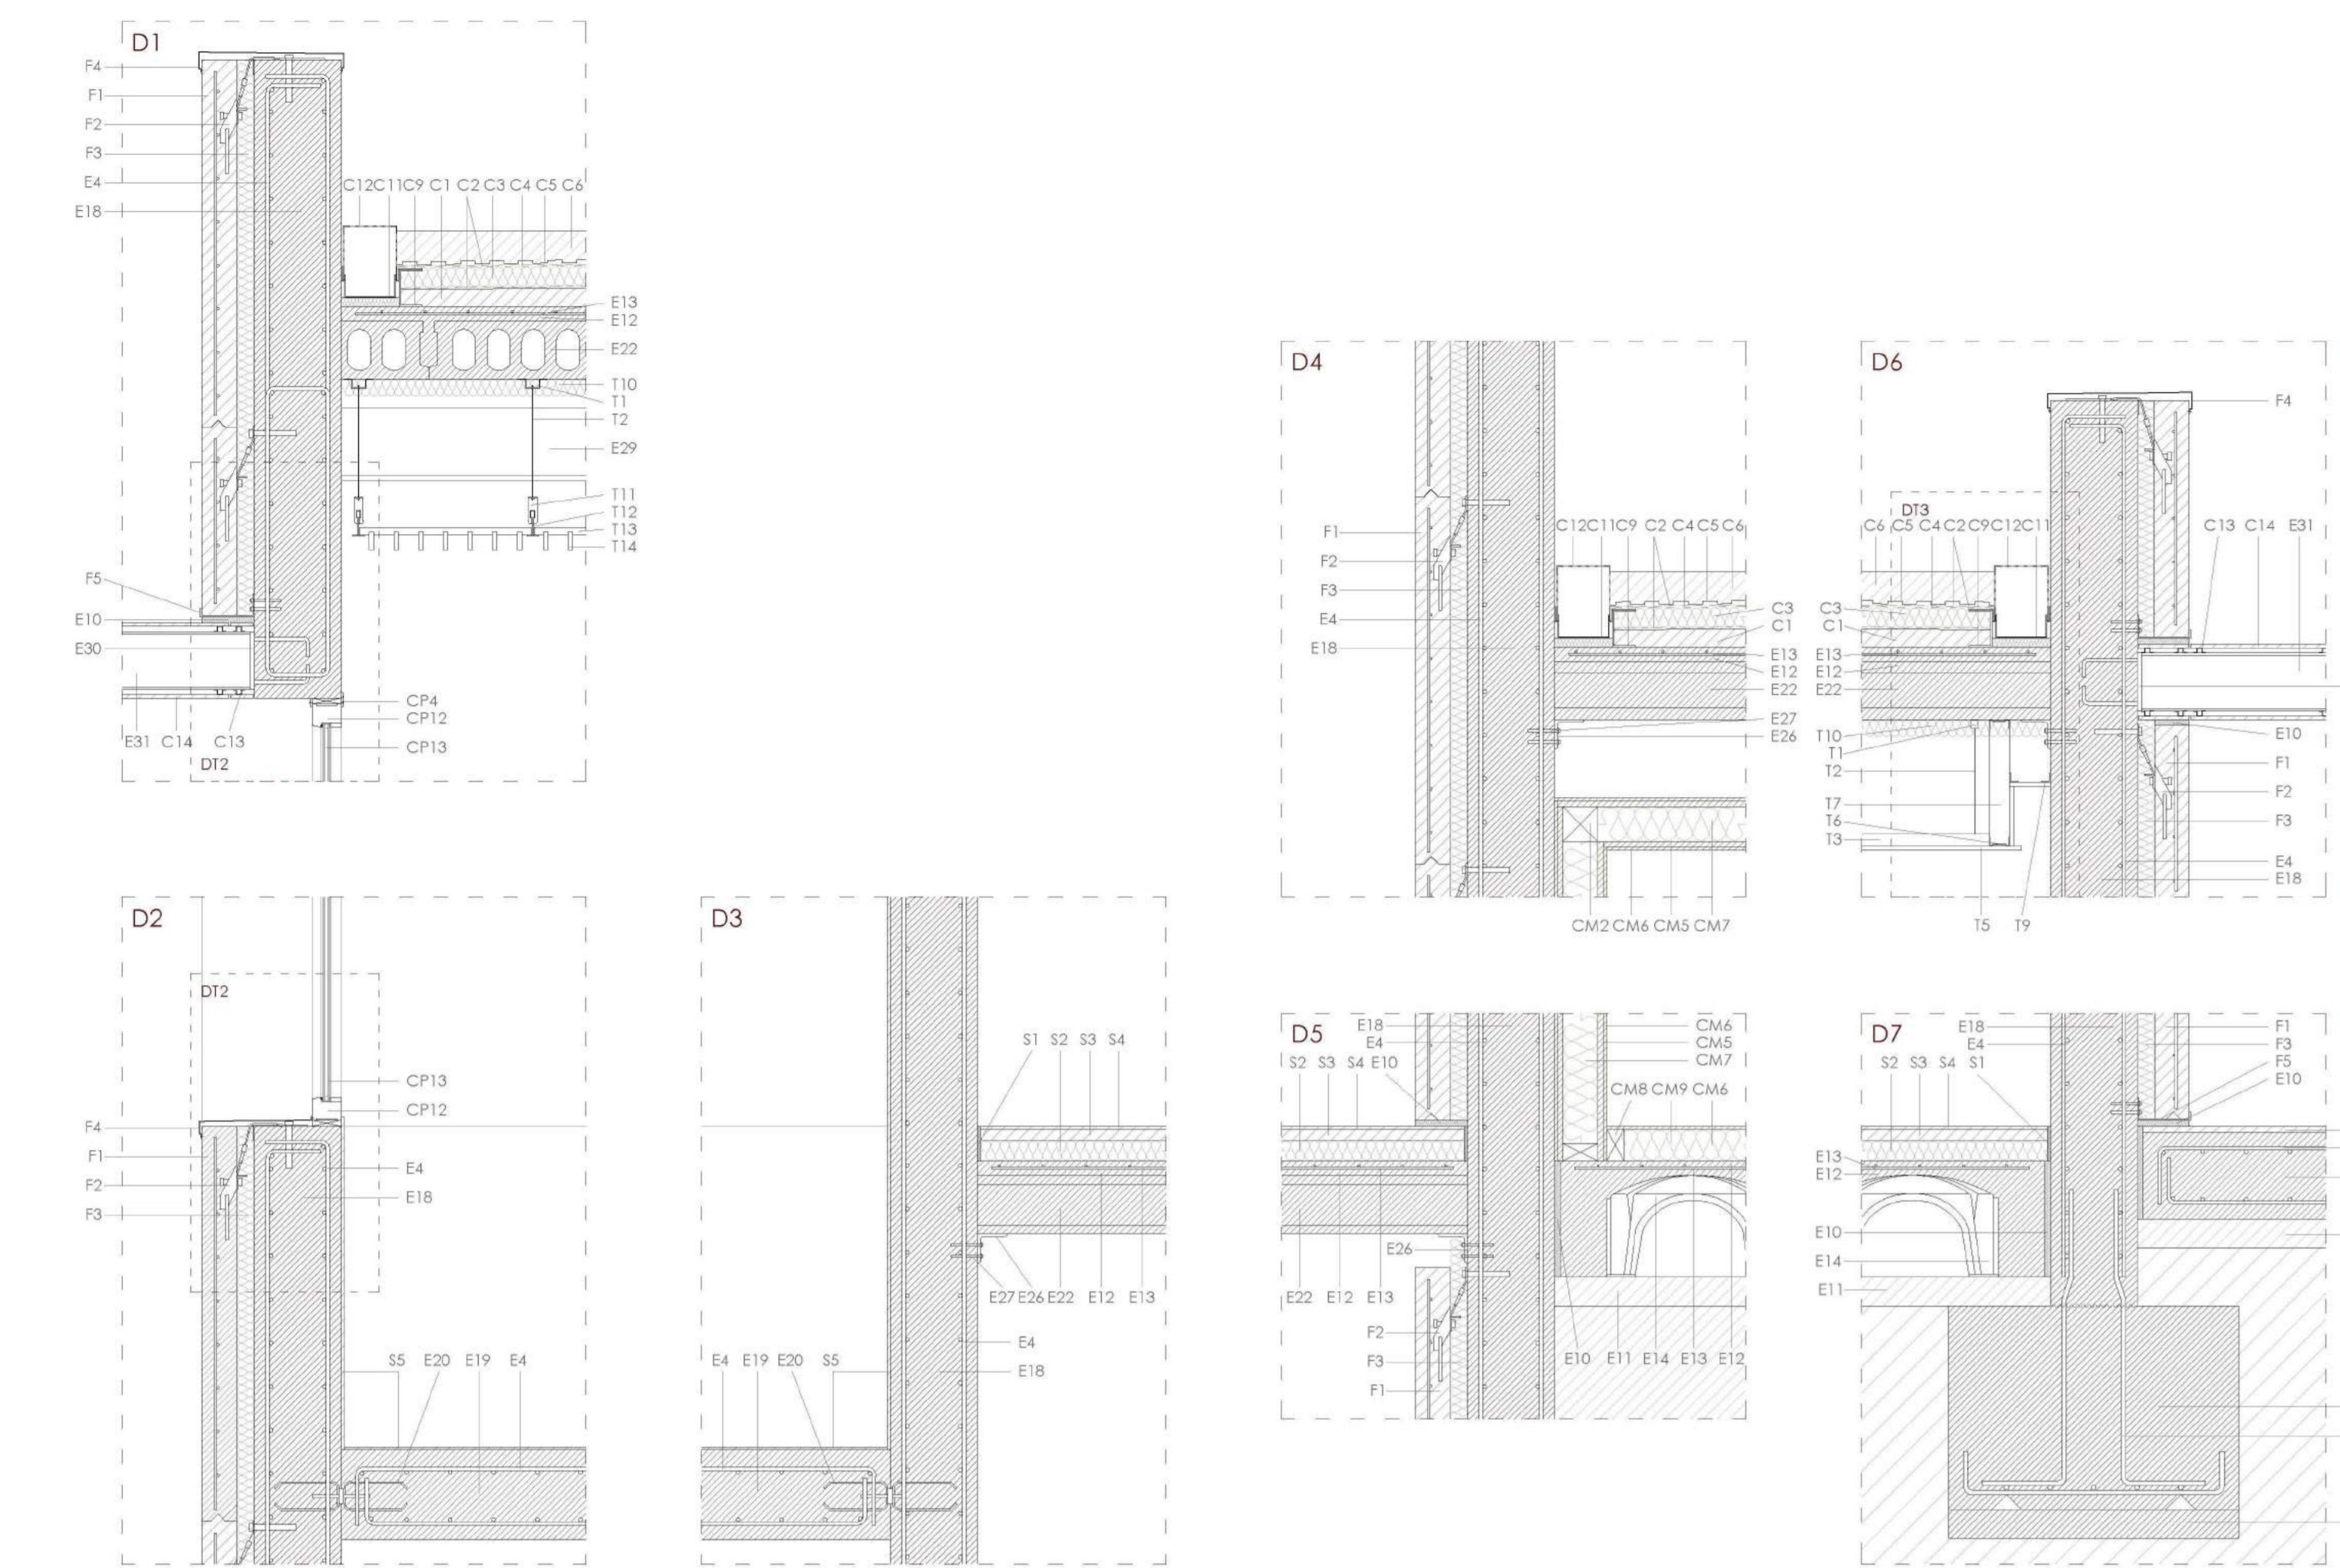 D1
F4
F1
F2
F3
E4
E18
C12 C11 C9 C1 C2 C3 C4 C5 C6
E13
E12
E22
T10
T1
T2
E29
T11
T12
T13
T14
F5
E10
E30
CP4
CP12
CP13
E31 C14 C13
DT2
D4
F1
F2
F3
E4
E18
C12 C11 C9 C2 C4 C5 C6
C3
C1
E13
E12
E22
E27
E26
CM2 CM6 CM5 CM7
D6
F4
DT3
C6 C5 C4 C2 C9 C12 C11
C13 C14 E31
C3
C1
E13
E12
E22
T10
T1
T2
T7
T6
T3
E10
F1
F2
F3
E4
E18
T5 T9
D2
DT2
CP13
CP12
F4
F1
F2
F3
E4
E18
S5 E20 E19 E4
D3
S1 S2 S3 S4
E27 E26 E22 E12 E13
E4
E18
E4 E19 E20 S5
D5
E18
E4
S2 S3 S4 E10
CM6
CM5
CM7
CM8 CM9 CM6
E26
E22 E12 E13
F2
F3
F1
E10 E11 E14 E13 E12
D7
E18
E4
S2 S3 S4 S1
F1
F3
F5
E10
E13
E12
E10
E14
E11